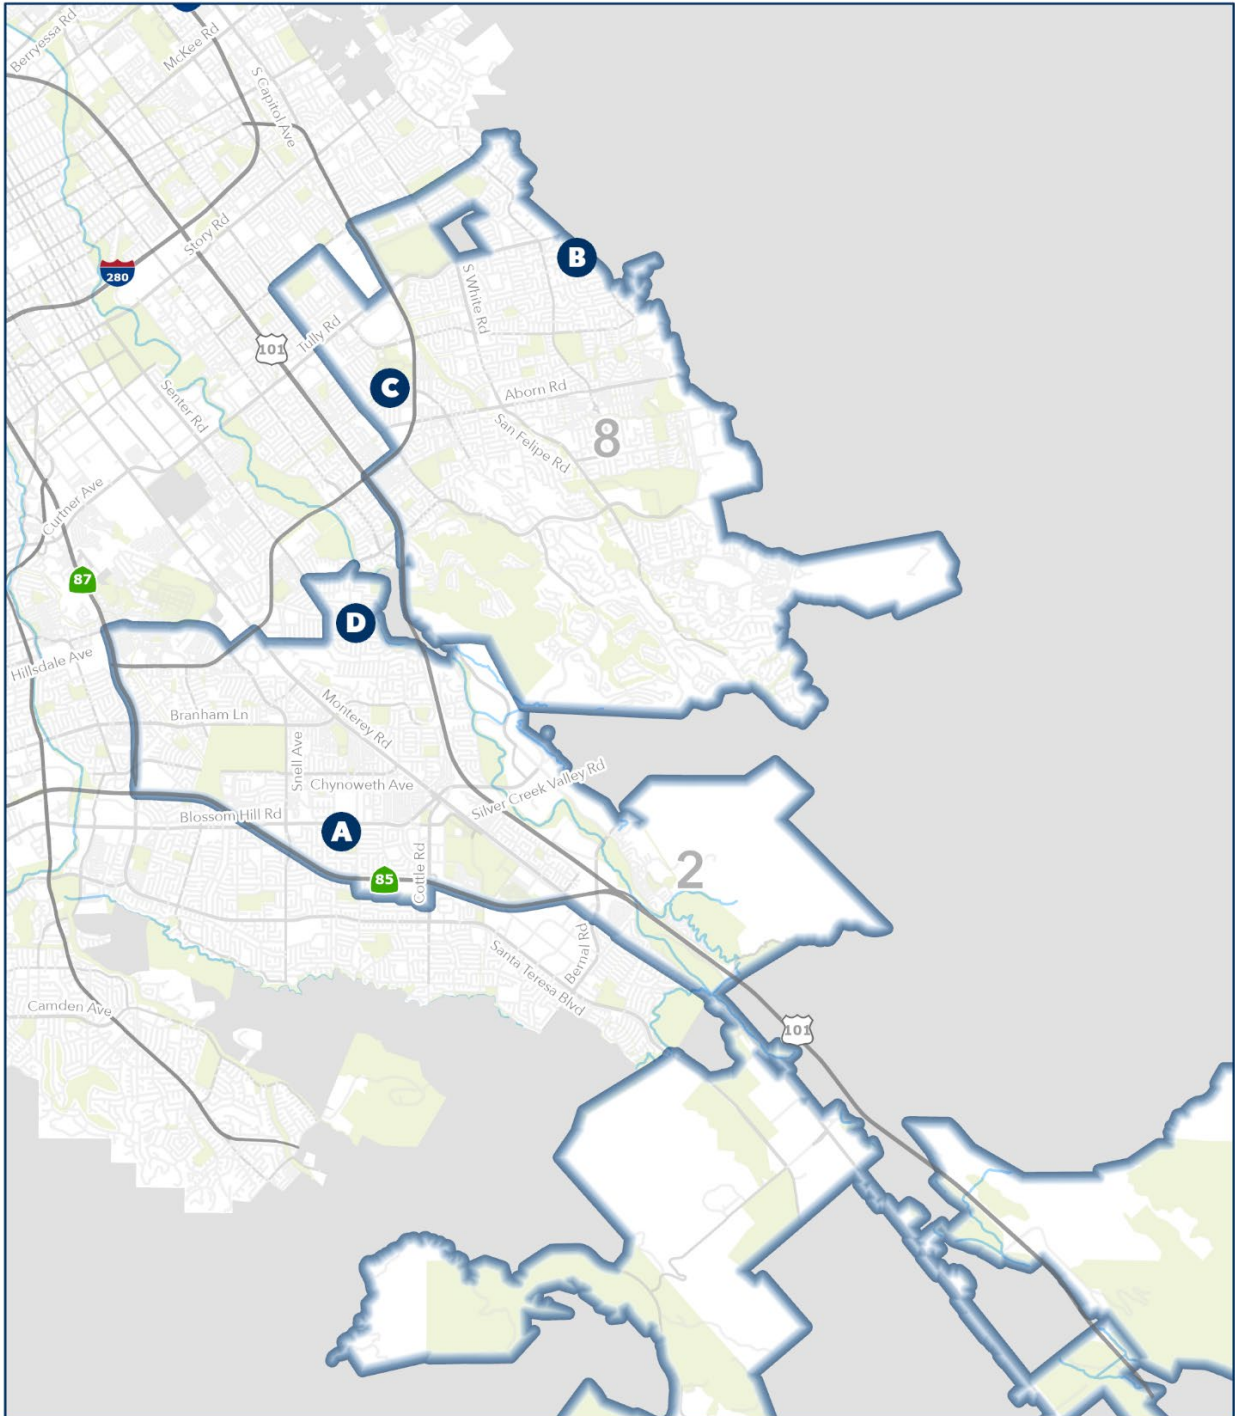 Berryessa Rd
McKee Rd
S Capitol Ave
Story Rd
280
B
S White Rd
101
Tully Rd
C
Aborn Rd
Senter Rd
San Felipe Rd
8
Curtner Ave
87
D
Hillsdale Ave
Monterey Rd
Branham Ln
Snell Ave
Silver Creek Valley Rd
Chynoweth Ave
Blossom Hill Rd
A
Cottle Rd
2
85
Bernal Rd
Santa Teresa Blvd
Camden Ave
101